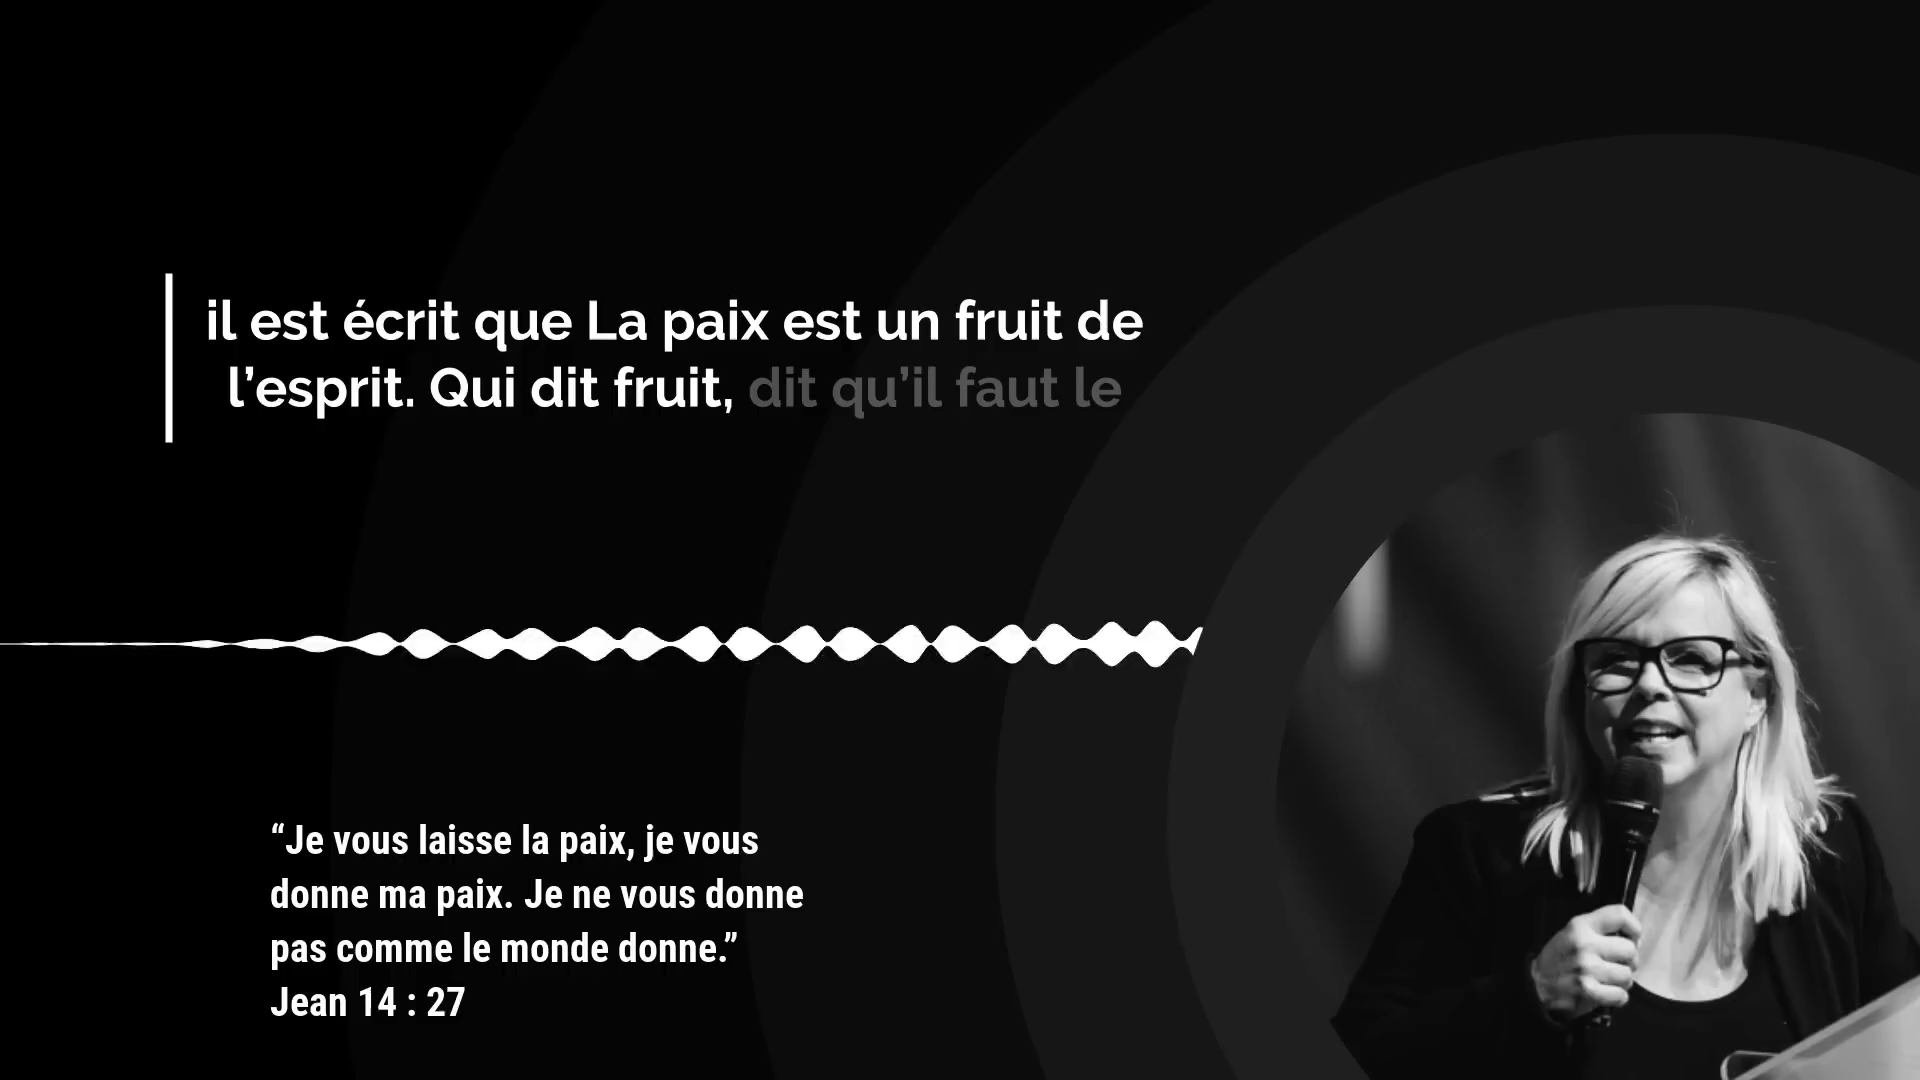 il est écrit que La paix est un fruit de
l’esprit. Qui dit fruit, dit qu’il faut le
“Je vous laisse la paix, je vous
donne ma paix. Je ne vous donne
pas comme le monde donne.”
Jean 14 : 27